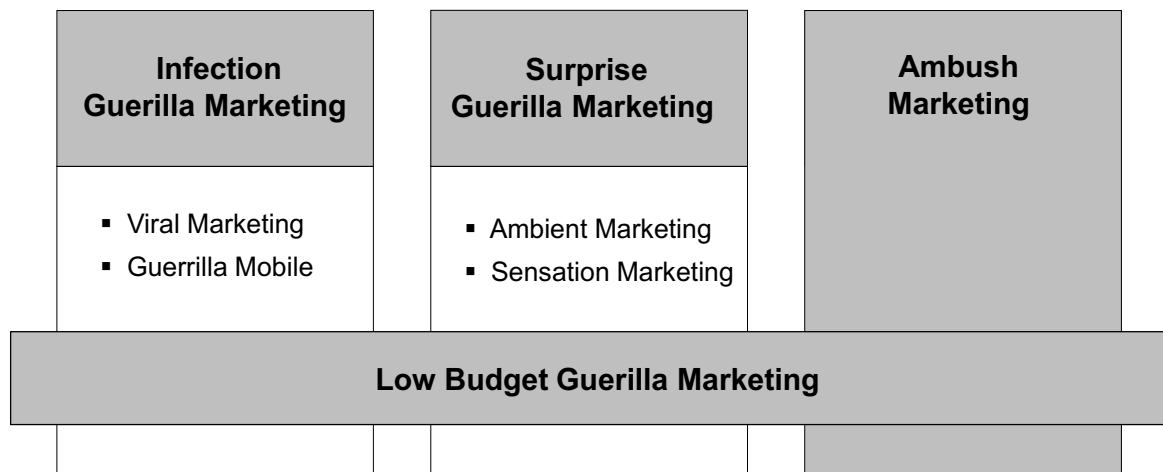 Infection
Guerilla Marketing
▪ Viral Marketing
▪ Guerrilla Mobile
Surprise
Guerilla Marketing
▪ Ambient Marketing
▪ Sensation Marketing
Ambush
Marketing
Low Budget Guerilla Marketing